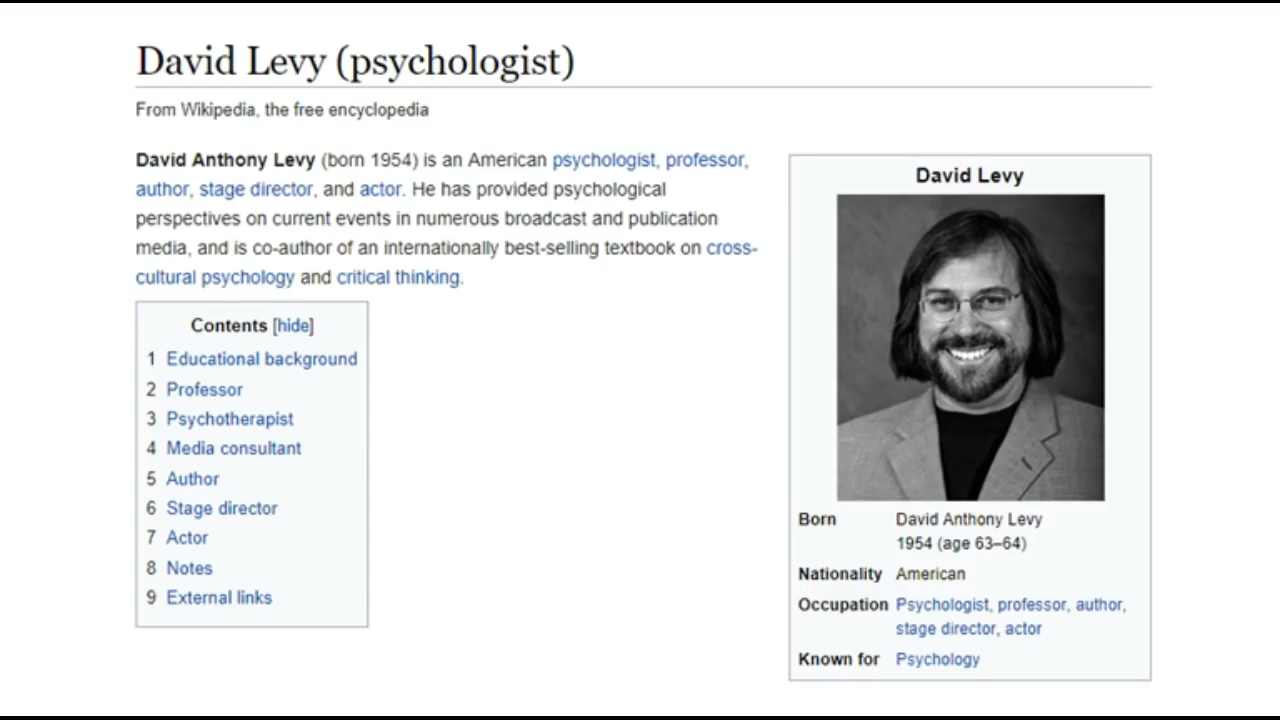 David Levy (psychologist)
From Wikipedia, the free encyclopedia
David Anthony Levy (born 1954) is an American psychologist, professor,
author, stage director, and actor. He has provided psychological
perspectives on current events in numerous broadcast and publication
media, and is co-author of an internationally best-selling textbook on cross-
cultural psychology and critical thinking.
Contents [hide]
1 Educational background
2 Professor
3 Psychotherapist
4 Media consultant
5 Author
6 Stage director
7 Actor
8 Notes
9 External links
David Levy
Born David Anthony Levy
1954 (age 63–64)
Nationality American
Occupation Psychologist, professor, author,
stage director, actor
Known for Psychology